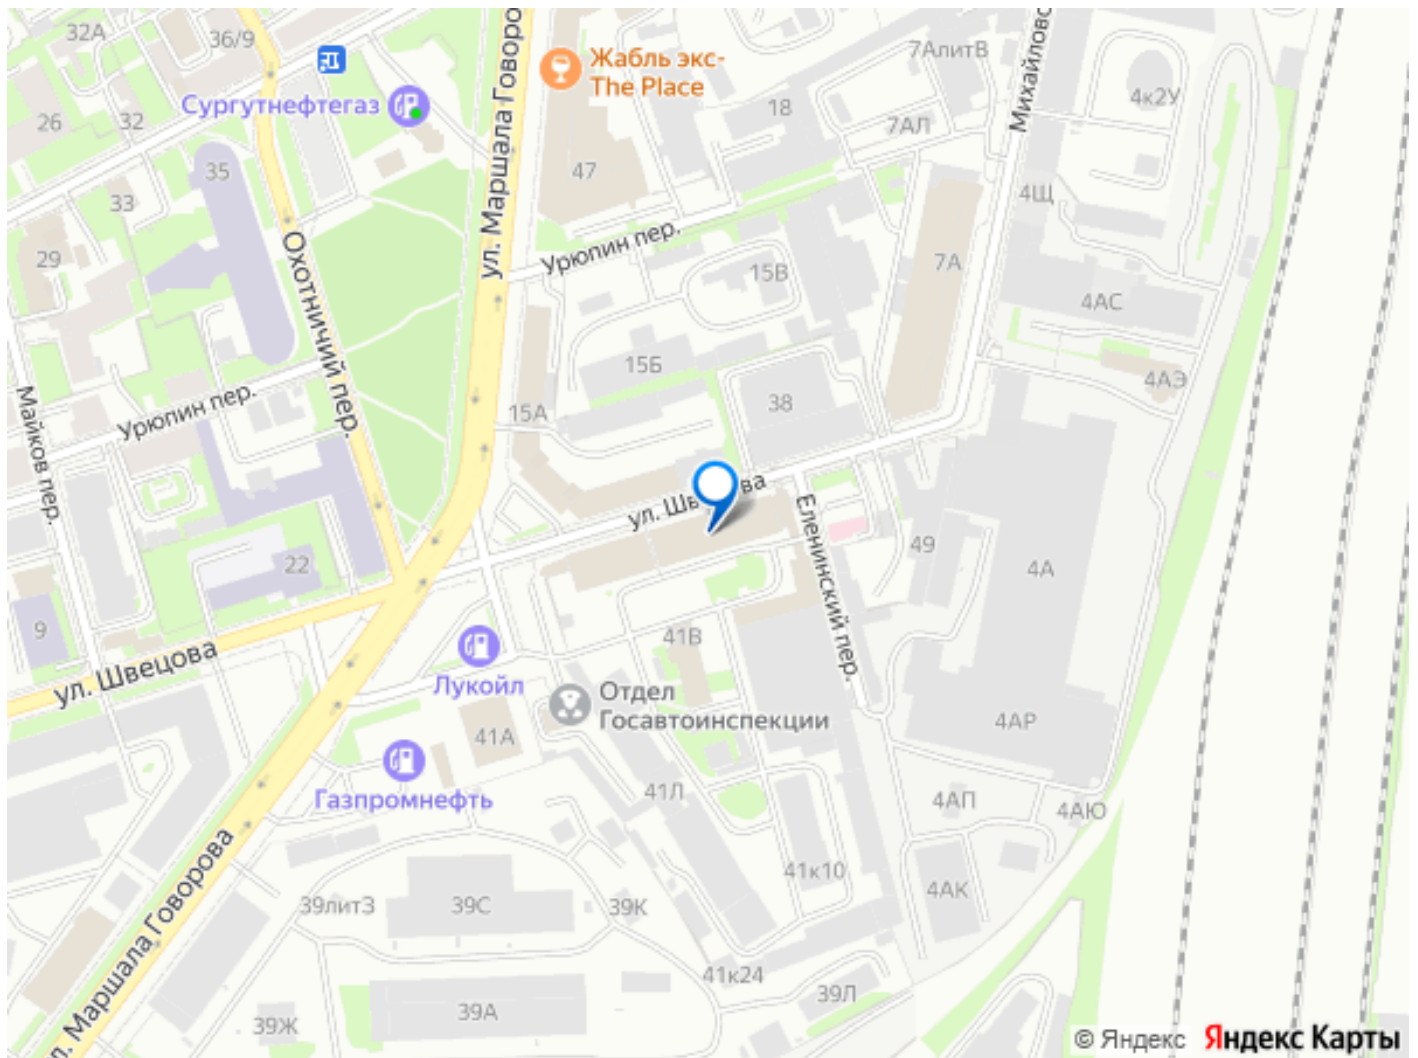 32А
36/9
ул. Маршала Говоро
Жабль экс-
The Place
7АлитВ
Михайловс
4к2У
Сургутнефтегаз
26
32
18
7АЛ
35
47
33
4Щ
29
Охотничий пер.
Урюпин пер.
15В
7А
4АС
15Б
4АЭ
Майков пер.
Урюпин пер.
15А
38
ул. Шв
ва
Еленинский пер.
22
49
4А
9
41В
ул. Швецова
Лукойл
Отдел
Госавтоинспекции
41А
4АР
Газпромнефть
41Л
4АП
4АЮ
л. Маршала Говорова
41к10
4АК
39литЗ
39С
39К
41к24
39Л
39А
39Ж
© Яндекс Яндекс Карты